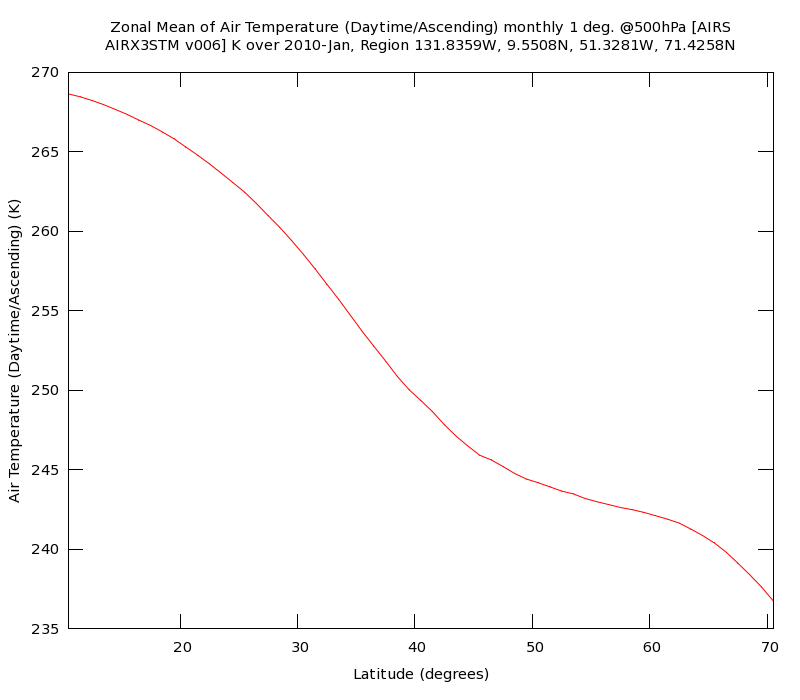 Zonal Mean of Air Temperature (Daytime/Ascending) monthly 1 deg. @500hPa [AIRS
AIRX3STM v006] K over 2010-Jan, Region 131.8359W, 9.5508N, 51.3281W, 71.4258N
Air Temperature (Daytime/Ascending) (K)
270
265
260
255
250
245
240
235
20 30 40 50 60 70
Latitude (degrees)